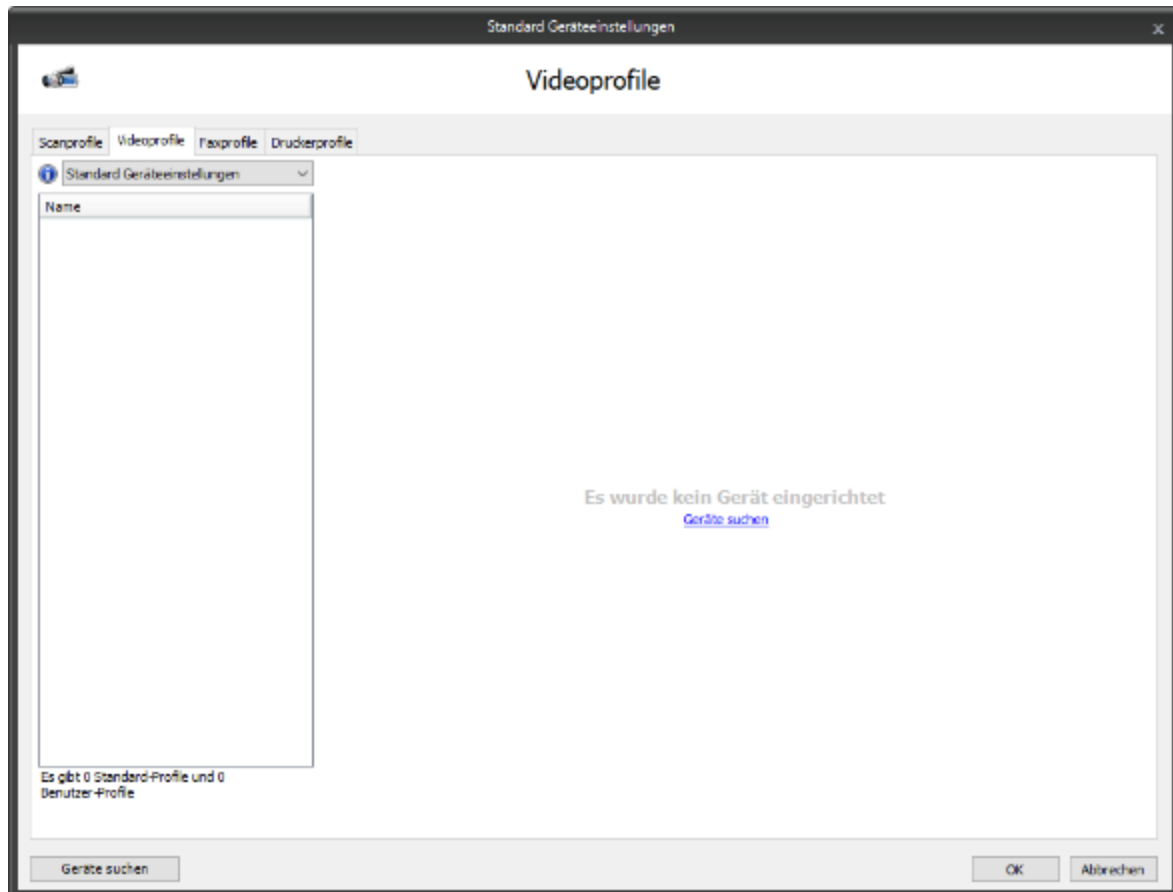 Standard Geräteeinstellungen
x
Videoprofile
Scanprofile Videoprofile Faxprofile Druckerprofile
Standard Geräteeinstellungen
Name
Es wurde kein Gerät eingerichtet
Geräte suchen
Es gibt 0 Standard-Profile und 0
Benutzer-Profile
Geräte suchen OK Abbrechen